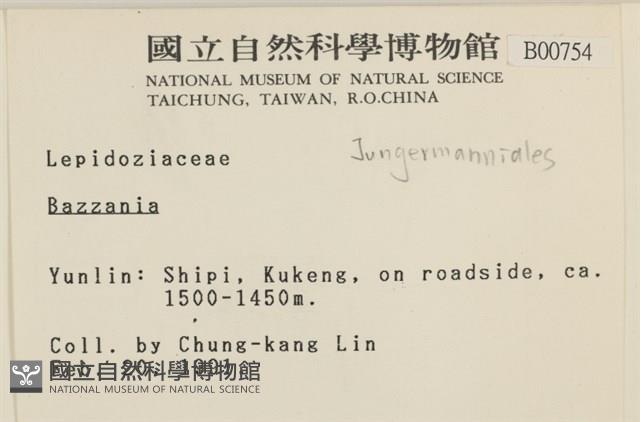 國立自然科學博物館 B00754
NATIONAL MUSEUM OF NATURAL SCIENCE
TAICHUNG, TAIWAN, R.O.CHINA
Lepidoziaceae Jungermanniales
Bazzania
Yunlin: Shipi, Kukeng, on roadside, ca.
1500-1450m.
Coll. by Chung-kang Lin
國立自然科學博物館
NATIONAL MUSEUM OF NATURAL SCIENCE